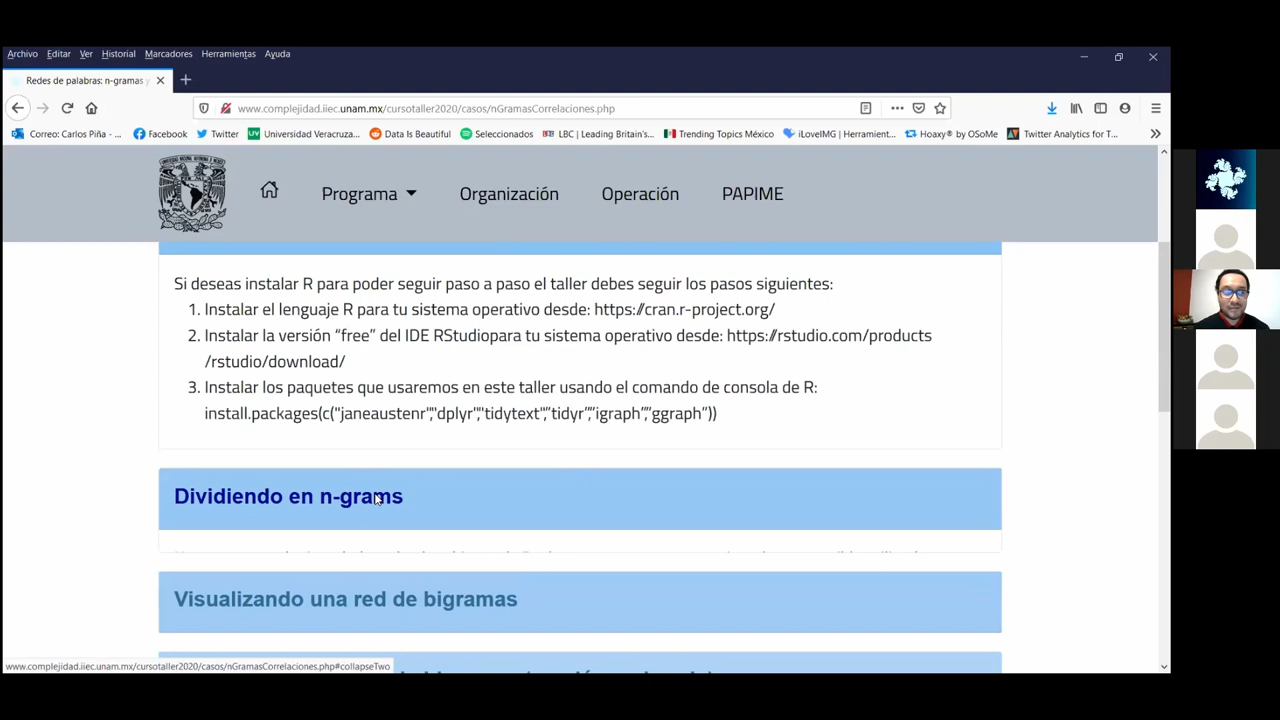 Archivo Editar Ver Historial Marcadores Herramientas Ayuda
Redes de palabras: n-gramas y
www.complejidad.iiec.unam.mx/cursotaller2020/casos/nGramasCorrelaciones.php
Correo: Carlos Piña - ... Facebook Twitter Universidad Veracruza... Data Is Beautiful Seleccionados LBC | Leading Britain's... Trending Topics México iLoveIMG | Herramient... Hoaxy® by OSoMe Twitter Analytics for T...
Programa Organización Operación PAPIME
Si deseas instalar R para poder seguir paso a paso el taller debes seguir los pasos siguientes:
1. Instalar el lenguaje R para tu sistema operativo desde: https://cran.r-project.org/
2. Instalar la versión “free” del IDE RStudiopara tu sistema operativo desde: https://rstudio.com/products
/rstudio/download/
3. Instalar los paquetes que usaremos en este taller usando el comando de consola de R:
install.packages(c("janeaustenr","dplyr","tidytext","tidyr","igraph","ggraph"))
Dividiendo en n-grams
Visualizando una red de bigramas
www.complejidad.iiec.unam.mx/cursotaller2020/casos/nGramasCorrelaciones.php#collapseTwo